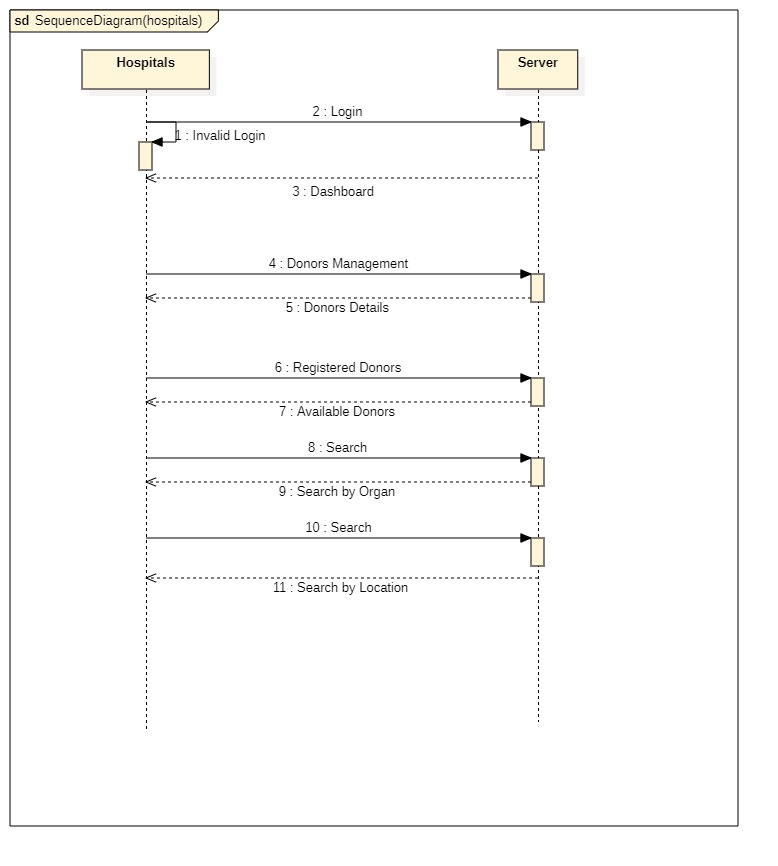 sd SequenceDiagram(hospitals)
Hospitals
Server
2 : Login
1 : Invalid Login
3 : Dashboard
4 : Donors Management
5 : Donors Details
6 : Registered Donors
7 : Available Donors
8 : Search
9 : Search by Organ
10 : Search
11 : Search by Location